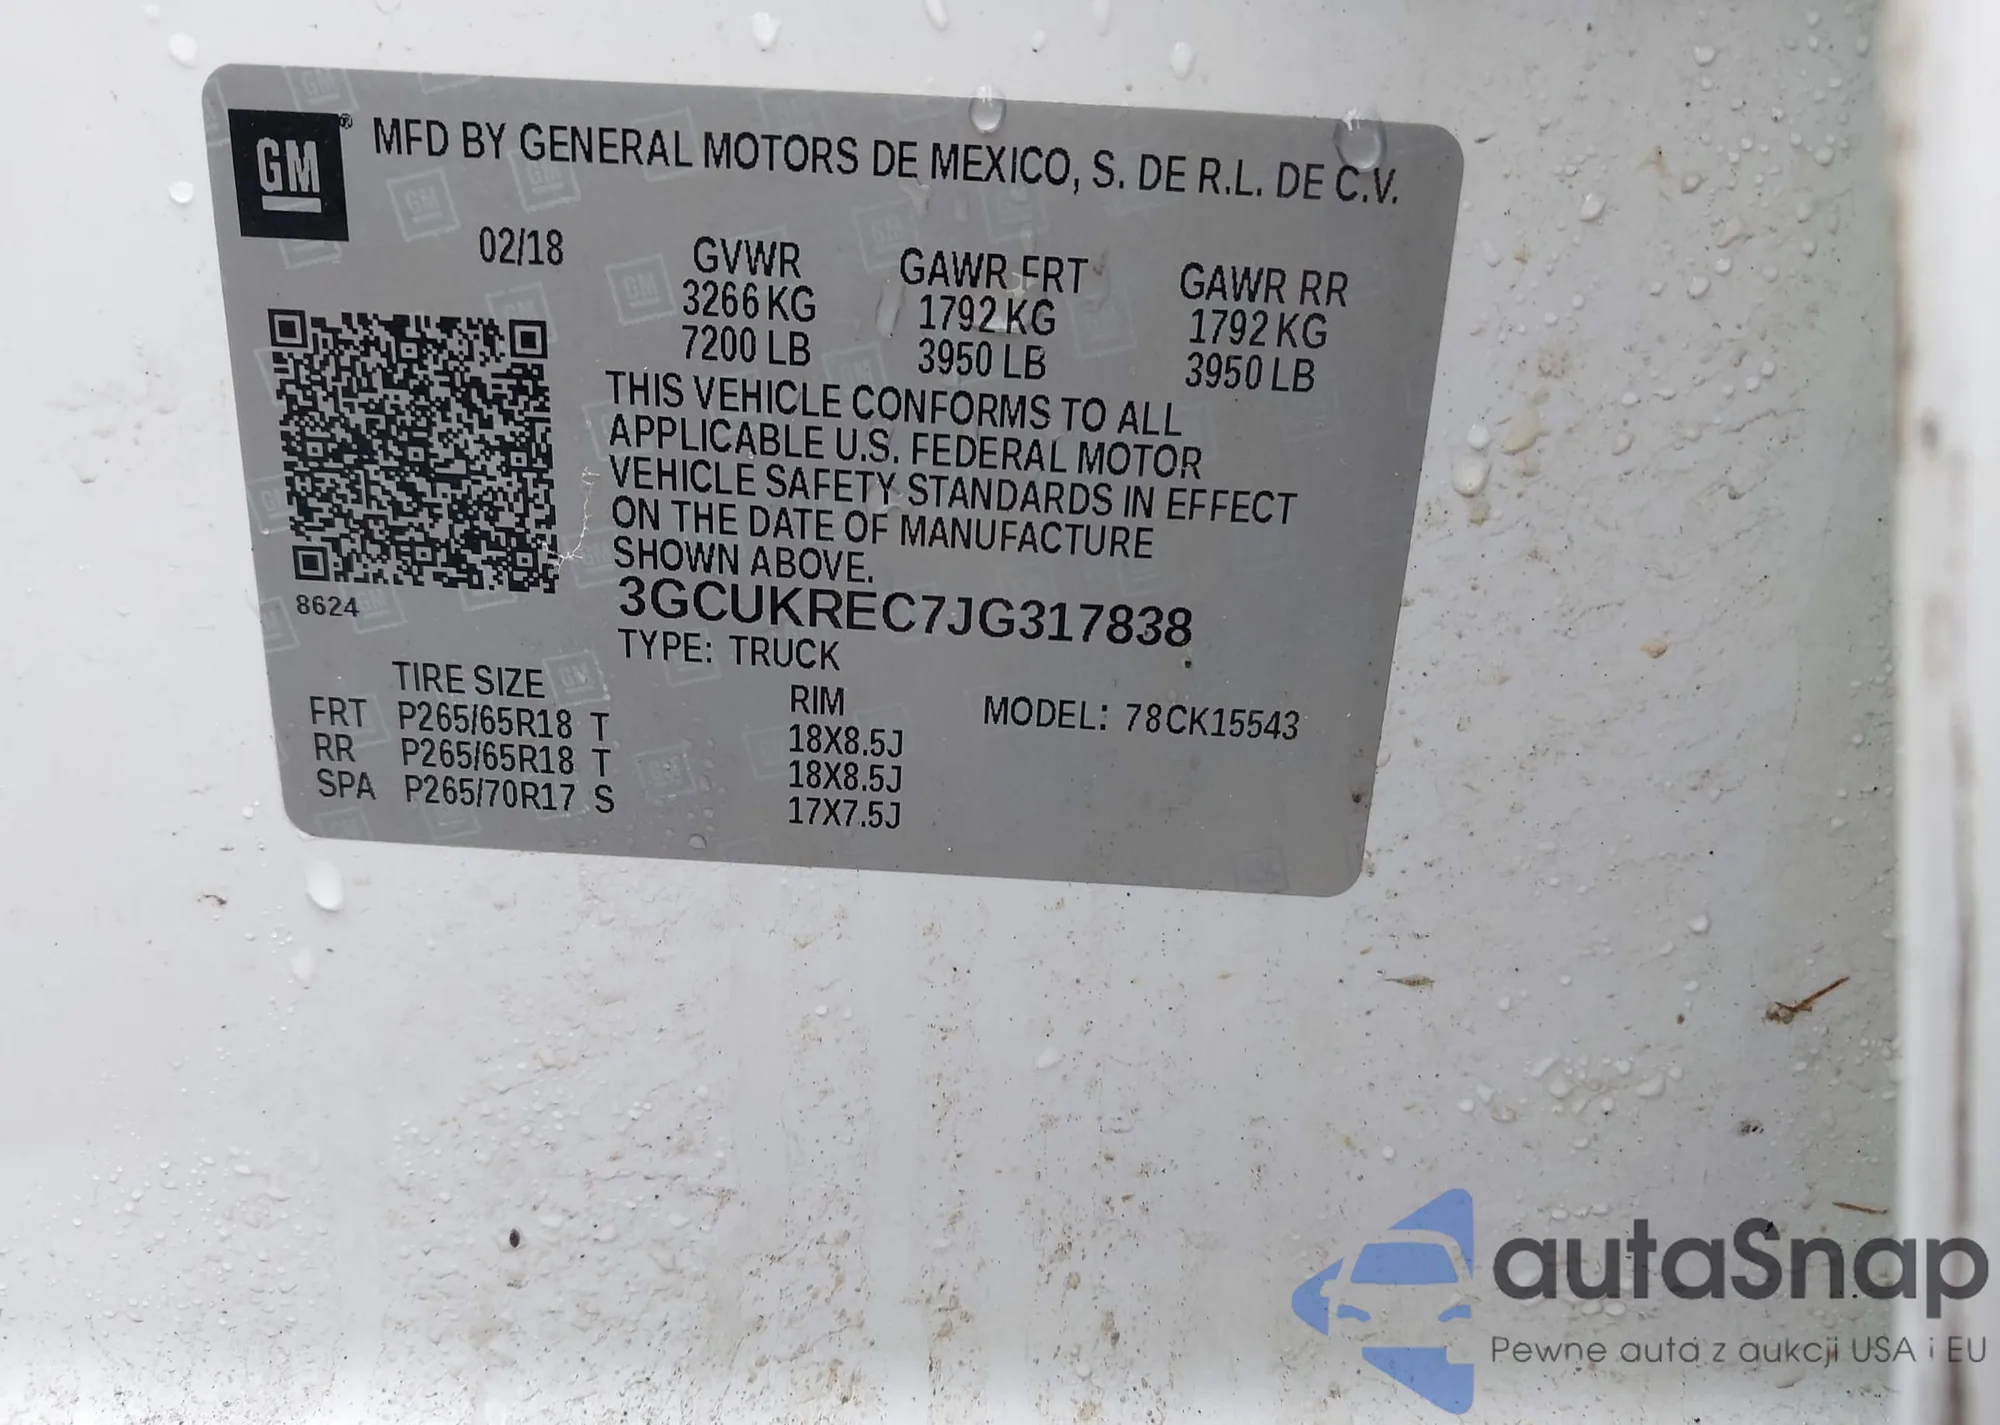 GM®
MFD BY GENERAL MOTORS DE MEXICO, S. DE R.L. DE C.V.
02/18
GVWR GAWR FRT GAWR RR
3266 KG 1792 KG 1792 KG
7200 LB 3950 LB 3950 LB
THIS VEHICLE CONFORMS TO ALL
APPLICABLE U.S. FEDERAL MOTOR
VEHICLE SAFETY STANDARDS IN EFFECT
ON THE DATE OF MANUFACTURE
SHOWN ABOVE.
8624
3GCUKREC7JG317838
TYPE: TRUCK
TIRE SIZE RIM MODEL: 78CK15543
FRT P265/65R18 T 18X8.5J
RR P265/65R18 T 18X8.5J
SPA P265/70R17 S 17X7.5J
autaSnap
Pewne auta z aukcji USA i EU